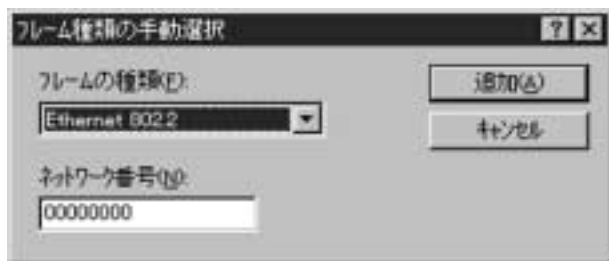 フレーム種類の手動選択
フレームの種類(F):
Ethernet 802.2
ネットワーク番号(N):
00000000
追加(A)
キャンセル